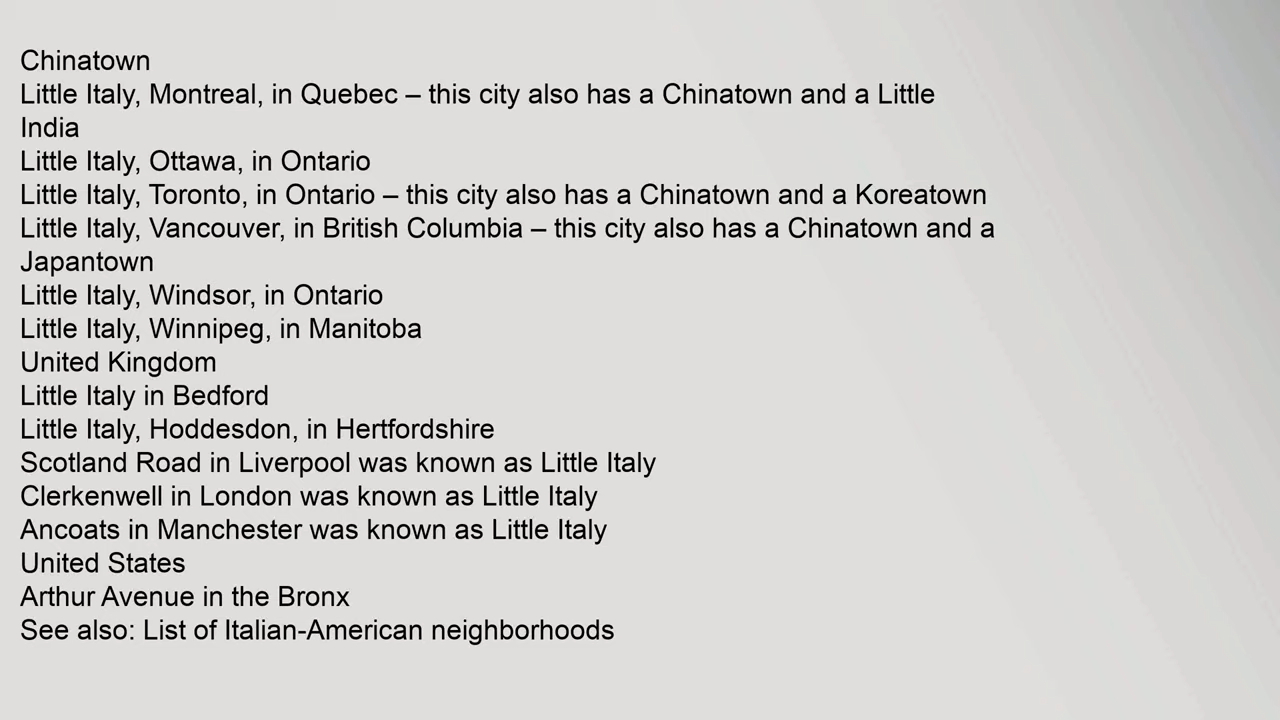 Chinatown
Little Italy, Montreal, in Quebec – this city also has a Chinatown and a Little
India
Little Italy, Ottawa, in Ontario
Little Italy, Toronto, in Ontario – this city also has a Chinatown and a Koreatown
Little Italy, Vancouver, in British Columbia – this city also has a Chinatown and a
Japantown
Little Italy, Windsor, in Ontario
Little Italy, Winnipeg, in Manitoba
United Kingdom
Little Italy in Bedford
Little Italy, Hoddesdon, in Hertfordshire
Scotland Road in Liverpool was known as Little Italy
Clerkenwell in London was known as Little Italy
Ancoats in Manchester was known as Little Italy
United States
Arthur Avenue in the Bronx
See also: List of Italian-American neighborhoods